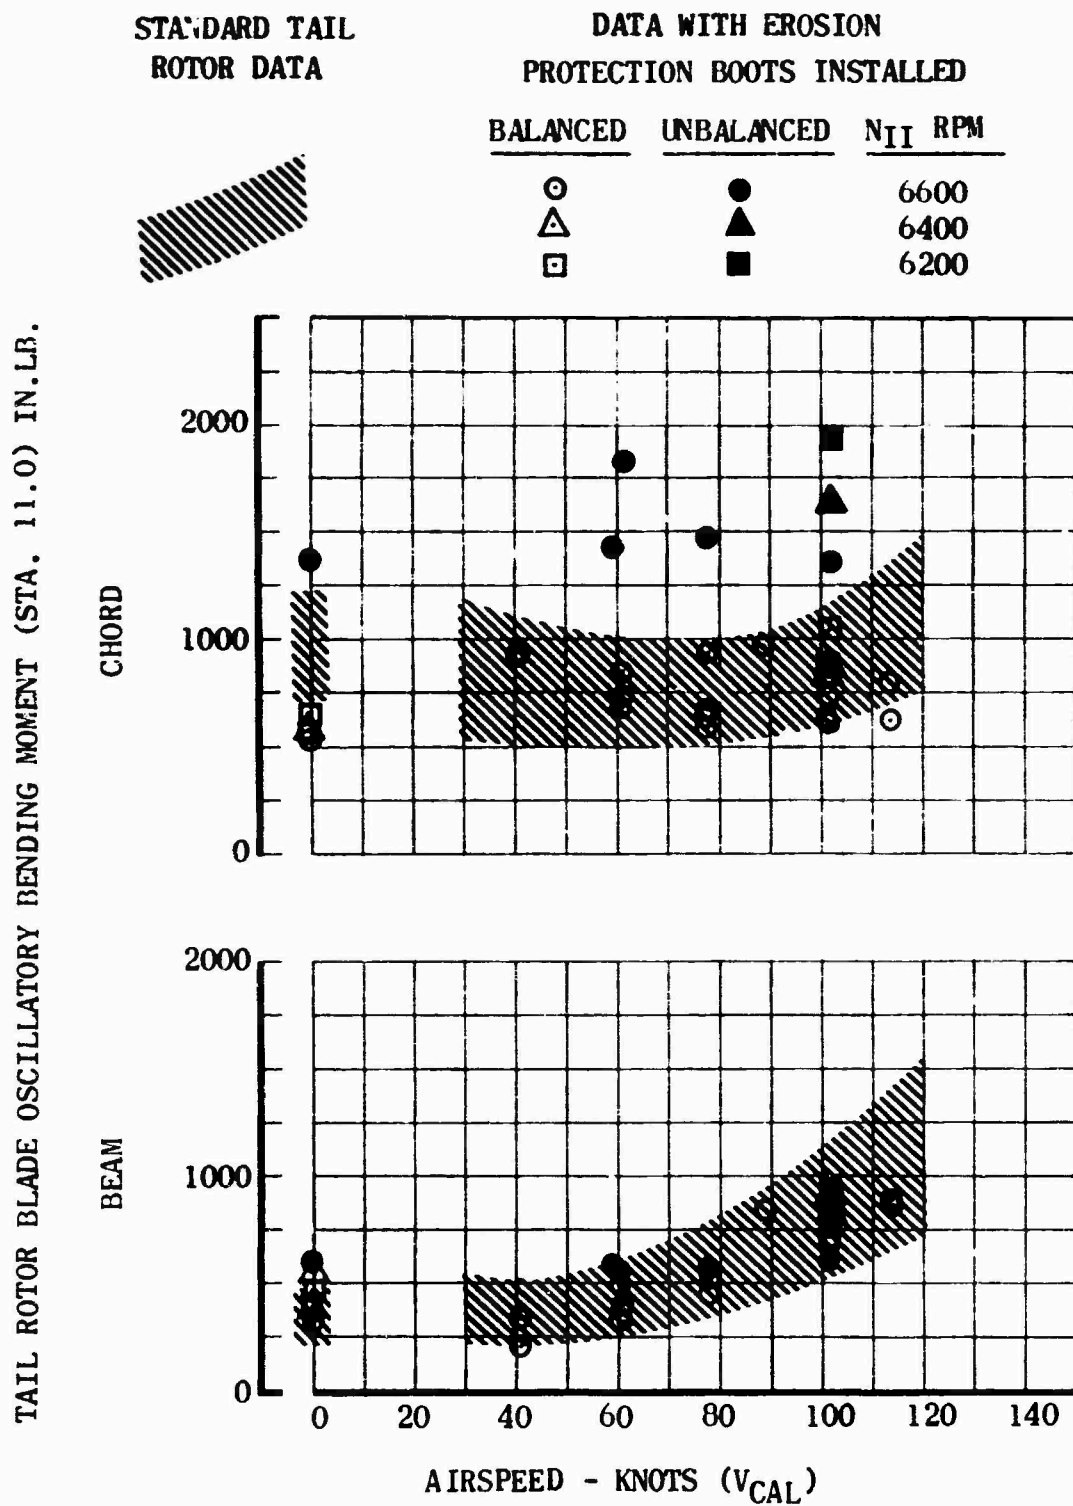 STANDARD TAIL
ROTOR DATA
DATA WITH EROSION
PROTECTION BOOTS INSTALLED
BALANCED UNBALANCED NII RPM
6600
6400
6200
TAIL ROTOR BLADE OSCILLATORY BENDING MOMENT (STA. 11.0) IN.LB.
CHORD
2000
1000
0
BEAM
2000
1000
0
0 20 40 60 80 100 120 140
AIRSPEED - KNOTS (VCAL)